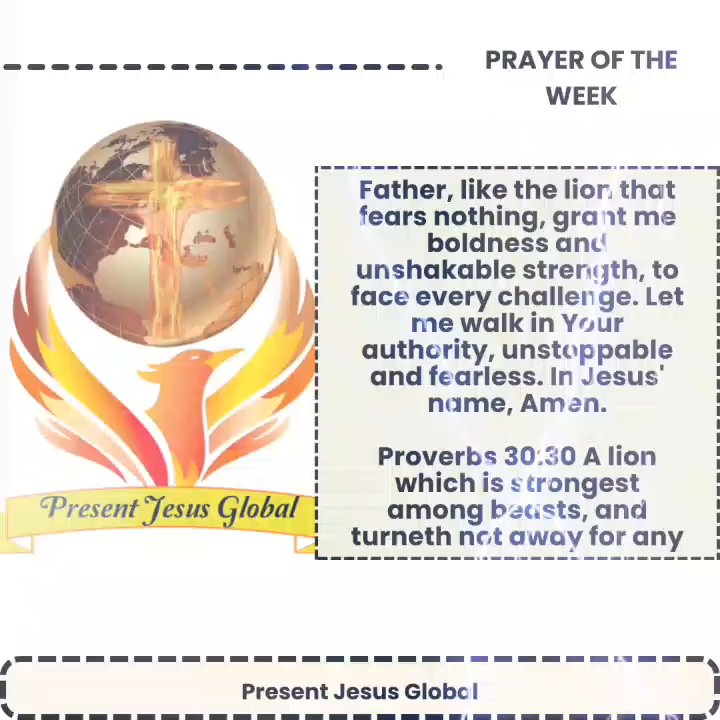 PRAYER OF THE
WEEK
Father, like the lion that
fears nothing, grant me
boldness and
unshakable strength, to
face every challenge. Let
me walk in Your
authority, unstoppable
and fearless. In Jesus'
name, Amen.
Proverbs 30:30 A lion
which is strongest
among beasts, and
turneth not away for any
Present Jesus Global
Present Jesus Global